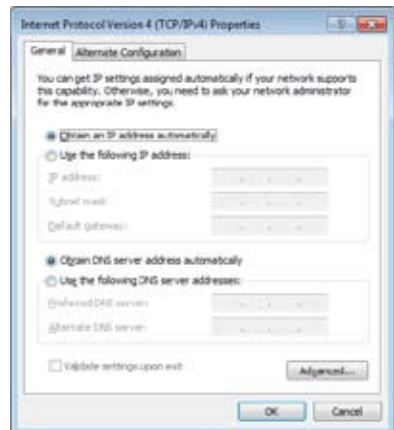 Internet Protocol Version 4 (TCP/IPv4) Properties
General
Alternate Configuration
You can get IP settings assigned automatically if your network supports
this capability. Otherwise, you need to ask your network administrator
for the appropriate IP settings.
Obtain an IP address automatically
Use the following IP address:
IP address:
Subnet mask:
Default gateway:
Obtain DNS server address automatically
Use the following DNS server addresses:
Preferred DNS server:
Alternate DNS server:
Validate settings upon exit
Advanced...
OK
Cancel